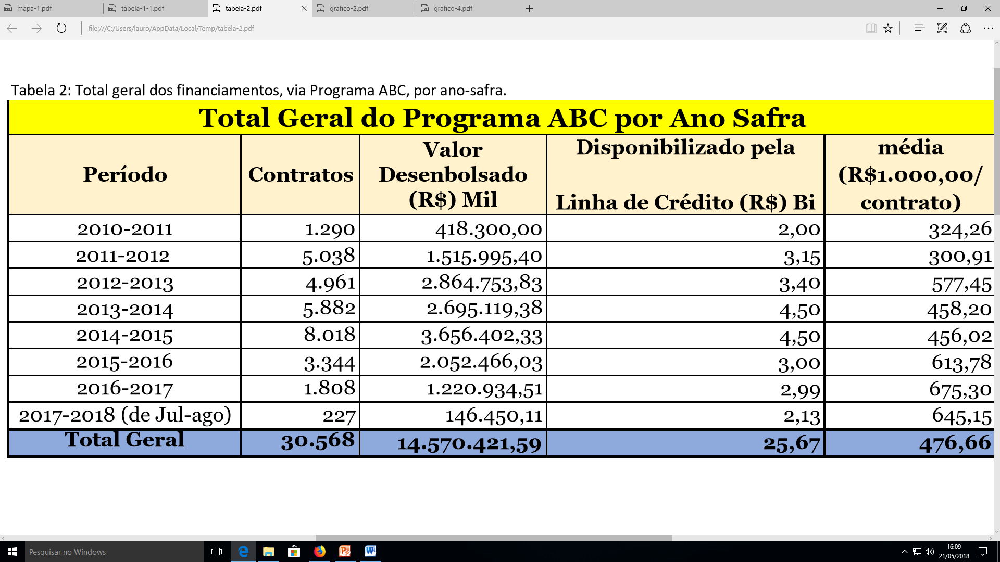 mapa-1.pdf
tabela-1-1.pdf
tabela-2.pdf
grafico-2.pdf
grafico-4.pdf
file:///C:/Users/lauro/AppData/Local/Temp/tabela-2.pdf
Tabela 2: Total geral dos financiamentos, via Programa ABC, por ano-safra.
Total Geral do Programa ABC por Ano Safra
Período
Contratos
Valor
Desenbolsado
(R$) Mil
Disponibilizado pela
Linha de Crédito (R$) Bi
média
(R$1.000,00/
contrato)
2010-2011 1.290 418.300,00 2,00 324,26
2011-2012 5.038 1.515.995,40 3,15 300,91
2012-2013 4.961 2.864.753,83 3,40 577,45
2013-2014 5.882 2.695.119,38 4,50 458,20
2014-2015 8.018 3.656.402,33 4,50 456,02
2015-2016 3.344 2.052.466,03 3,00 613,78
2016-2017 1.808 1.220.934,51 2,99 675,30
2017-2018 (de Jul-ago) 227 146.450,11 2,13 645,15
Total Geral 30.568 14.570.421,59 25,67 476,66
Pesquisar no Windows
16:09
21/05/2018